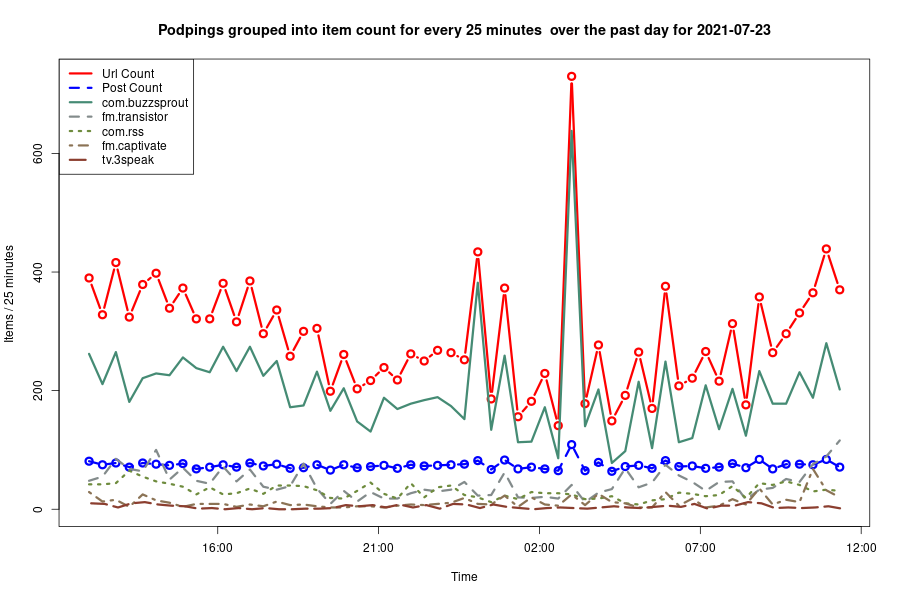 Podpings grouped into item count for every 25 minutes  over the past day for 2021-07-23
Url Count
Post Count
com.buzzsprout
fm.transistor
com.rss
fm.captivate
tv.3speak
600
400
200
0
Items / 25 minutes
16:00
21:00
02:00
07:00
12:00
Time